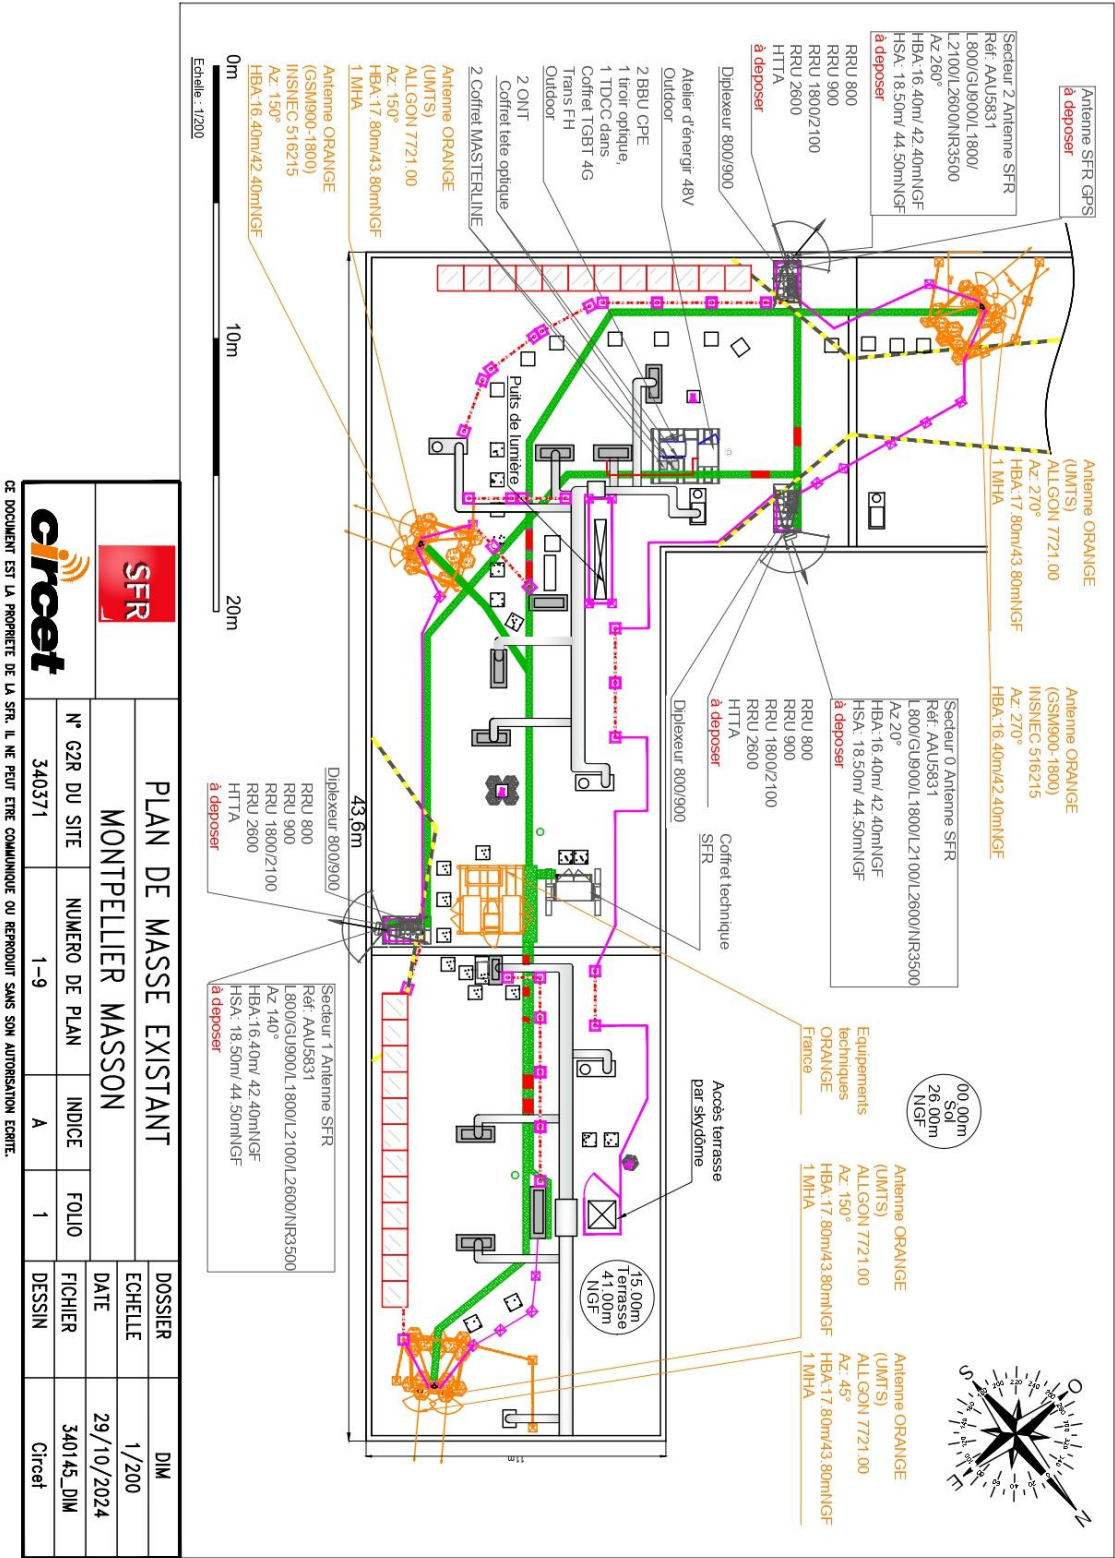 Antenne SFR GPS
à deposer
Secteur 2 Antenne SFR
Réf: AAU5831
L800/GU900/L1800/
L2100/L2600/NR3500
Az 260°
HBA:16.40m/ 42.40mNGF
HSA: 18.50m/ 44.50mNGF
à deposer
RRU 800
RRU 900
RRU 1800/2100
RRU 2600
HTTA
à deposer
Diplexeur 800/900
Atelier d'énergir 48V
Outdoor
2 BBU CPE
1 tiroir optique,
1 TDCC dans
Coffret TGBT 4G
Trans FH
Outdoor
2 ONT
Coffret tete optique
2 Coffret MASTERLINE
Antenne ORANGE
(UMTS)
ALLGON 7721.00
Az: 150°
HBA:17.80m/43.80mNGF
1 MHA
Antenne ORANGE
(GSM900-1800)
INSNEC 516215
Az: 150°
HBA:16.40m/42.40mNGF
0m
10m
20m
Echelle : 1/200
Puits de lumière
Antenne ORANGE
(UMTS)
ALLGON 7721.00
Az: 270°
HBA:17.80m/43.80mNGF
1 MHA
Antenne ORANGE
(GSM900-1800)
INSNEC 516215
Az: 270°
HBA:16.40m/42.40mNGF
Secteur 0 Antenne SFR
Réf: AAU5831
L800/GU900/L1800/L2100/L2600/NR3500
Az 20°
HBA:16.40m/ 42.40mNGF
HSA: 18.50m/ 44.50mNGF
à deposer
RRU 800
RRU 900
RRU 1800/2100
RRU 2600
HTTA
à deposer
Diplexeur 800/900
Coffret technique
SFR
43,6m
Diplexeur 800/900
RRU 800
RRU 900
RRU 1800/2100
RRU 2600
HTTA
à deposer
Secteur 1 Antenne SFR
Réf: AAU5831
L800/GU900/L1800/L2100/L2600/NR3500
Az 140°
HBA:16.40m/ 42.40mNGF
HSA: 18.50m/ 44.50mNGF
à deposer
Equipements
techniques
ORANGE
France
00.00m
Sol
26.00m
NGF
Accès terrasse
par skydôme
15.00m
Terrasse
41.00m
NGF
Antenne ORANGE
(UMTS)
ALLGON 7721.00
Az: 150°
HBA:17.80m/43.80mNGF
1MHA
Antenne ORANGE
(UMTS)
ALLGON 7721.00
Az: 45°
HBA:17.80m/43.80mNGF
1 MHA
11m
N
E
S
O
SFR
circet
PLAN DE MASSE EXISTANT
MONTPELLIER MASSON
N° G2R DU SITE
NUMERO DE PLAN
INDICE
FOLIO
340371
1-9
A
1
DOSSIER
DIM
ECHELLE
1/200
DATE
29/10/2024
FICHIER
340145_DIM
DESSIN
Circet
CE DOCUMENT EST LA PROPRIETE DE LA SFR. IL NE PEUT ETRE COMMUNIQUE OU REPRODUIT SANS SON AUTORISATION ECRITE.